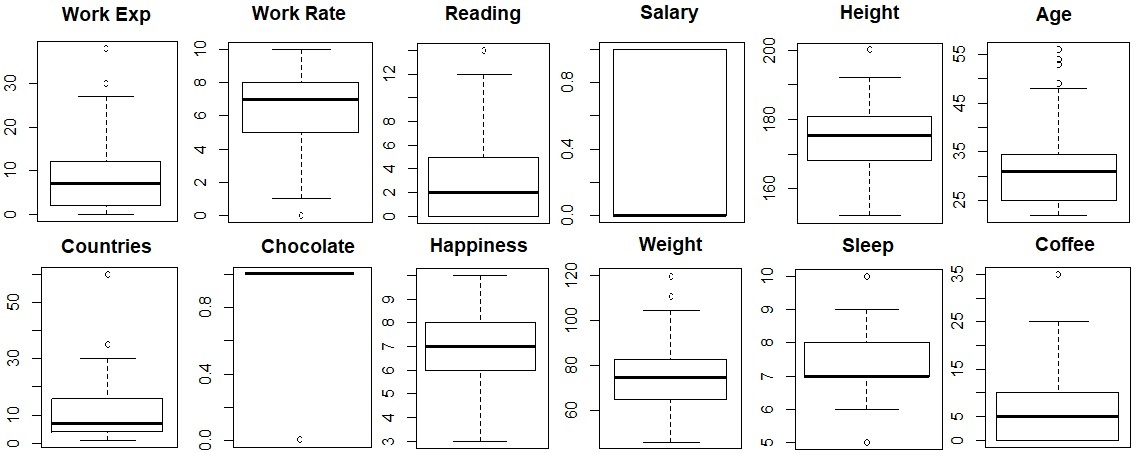 Work Exp
0 10 20 30
Work Rate
0 2 4 6 8 10
Reading
0 2 4 6 8 12
Salary
0.0 0.4 0.8
Height
160 180 200
Age
25 35 45 55
Countries
0 10 30 50
Chocolate
0.0 0.4 0.8
Happiness
3 4 5 6 7 8 9
Weight
60 80 100 120
Sleep
5 6 7 8 9 10
Coffee
0 5 15 25 35